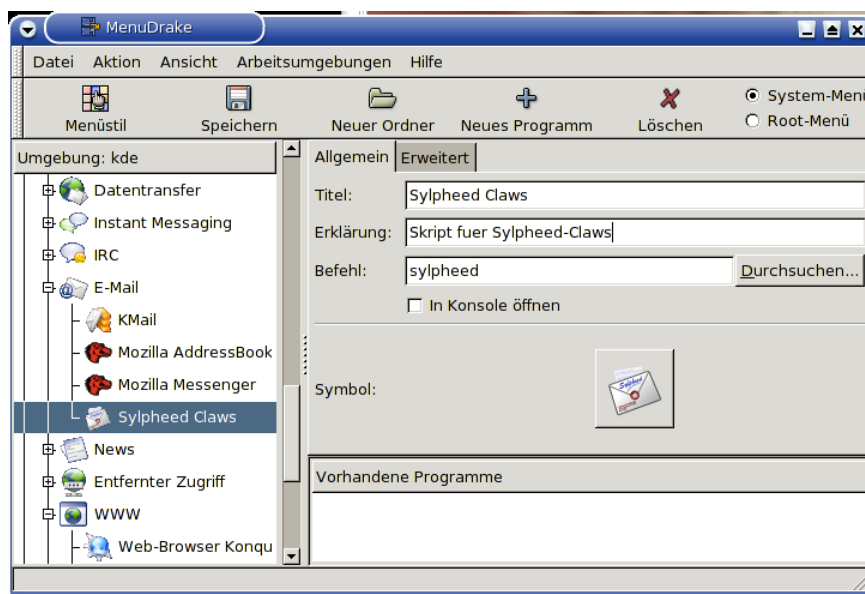 MenuDrake
Datei Aktion Ansicht Arbeitsumgebungen Hilfe
Menüstil Speichern Neuer Ordner Neues Programm Löschen
System-Menü
Root-Menü
Umgebung: kde
Datentransfer
Instant Messaging
IRC
E-Mail
KMail
Mozilla AddressBook
Mozilla Messenger
Sylpheed Claws
News
Entfernter Zugriff
WWW
Web-Browser Konqu
Allgemein Erweitert
Titel: Sylpheed Claws
Erklärung: Skript fuer Sylpheed-Claws
Befehl: sylpheed Durchsuchen...
In Konsole öffnen
Symbol:
Vorhandene Programme